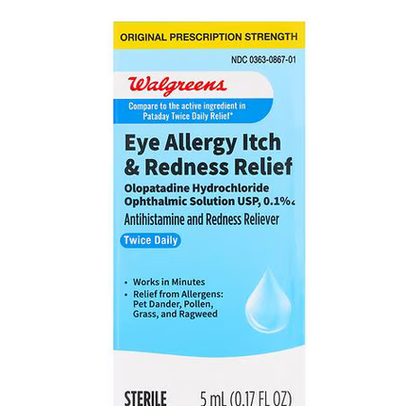 ORIGINAL PRESCRIPTION STRENGTH
NDC 0363-0867-01
Walgreens
Compare to the active ingredient in
Pataday Twice Daily Relief*
Eye Allergy Itch
& Redness Relief
Olopatadine Hydrochloride
Ophthalmic Solution USP, 0.1%
Antihistamine and Redness Reliever
Twice Daily
• Works in Minutes
• Relief from Allergens:
Pet Dander, Pollen,
Grass, and Ragweed
STERILE 5 mL (0.17 FL OZ)